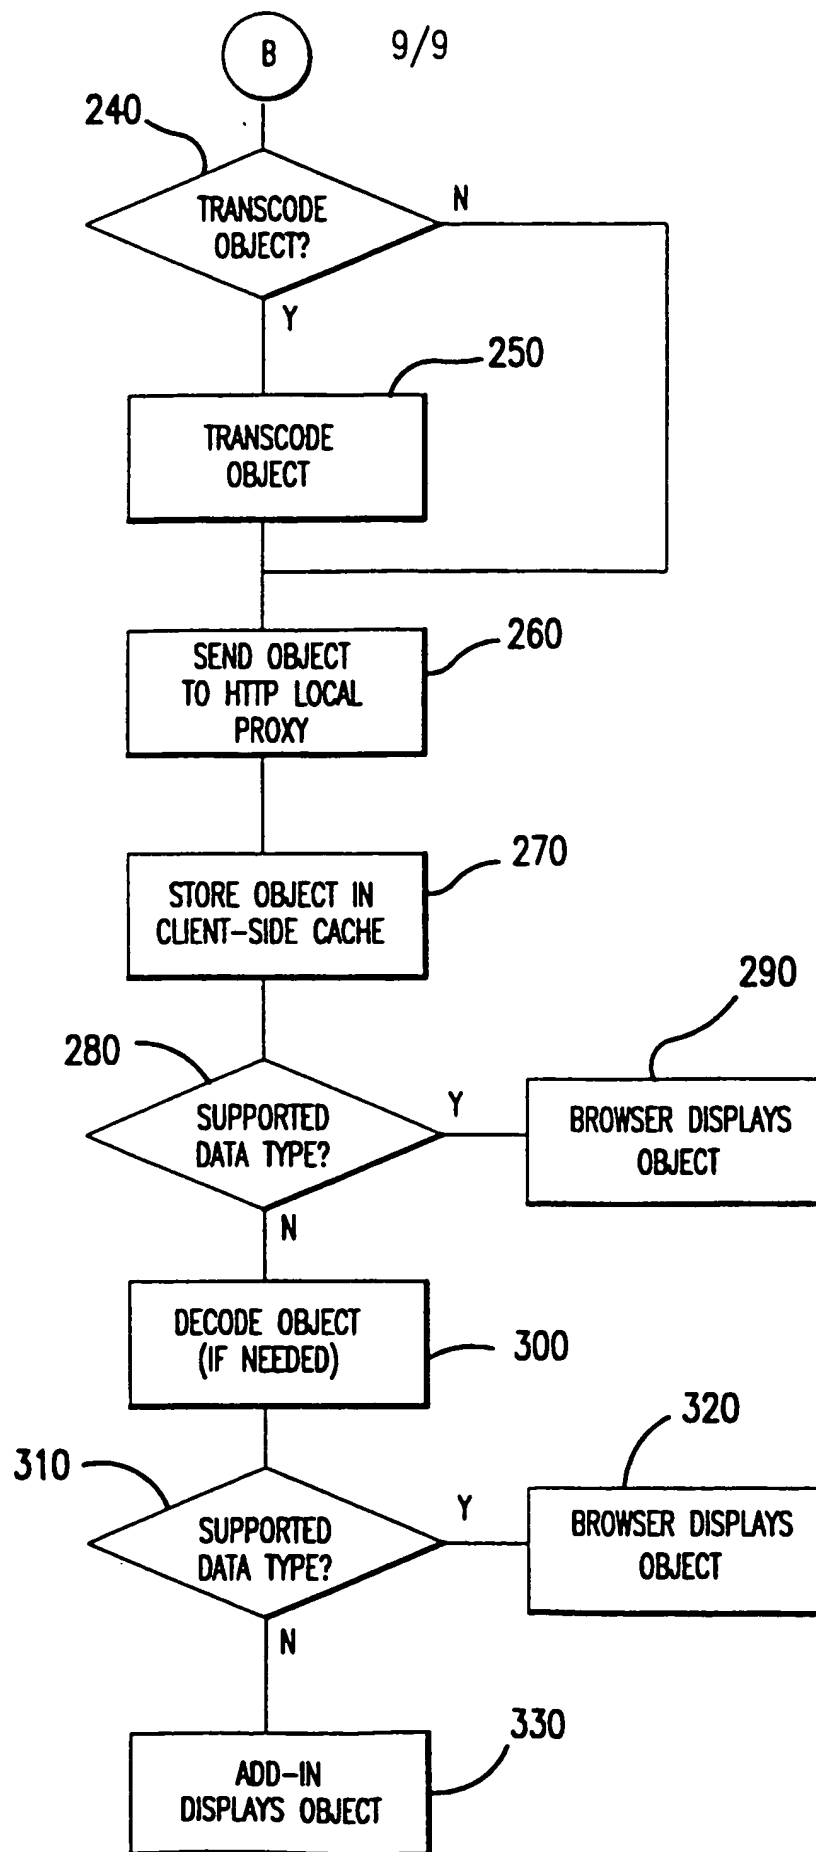 B
9/9
240
TRANSCODE
OBJECT?
N
Y
250
TRANSCODE
OBJECT
260
SEND OBJECT
TO HTTP LOCAL
PROXY
270
STORE OBJECT IN
CLIENT-SIDE CACHE
280
SUPPORTED
DATA TYPE?
Y
290
BROWSER DISPLAYS
OBJECT
N
DECODE OBJECT
(IF NEEDED)
300
310
SUPPORTED
DATA TYPE?
Y
320
BROWSER DISPLAYS
OBJECT
N
330
ADD-IN
DISPLAYS OBJECT